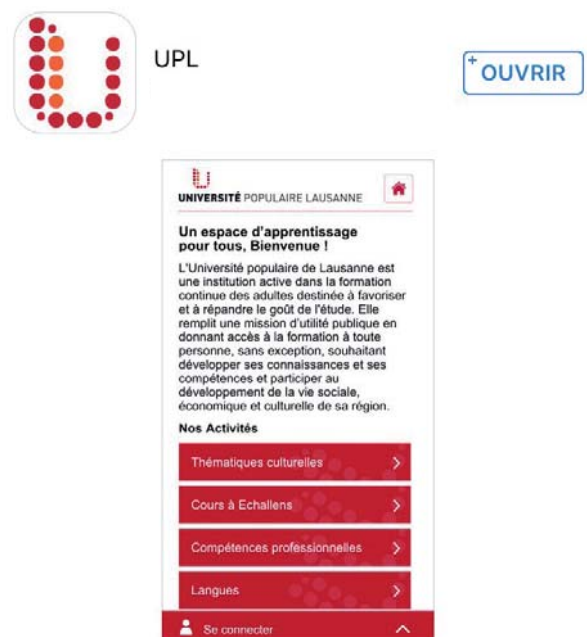 UPL
+ OUVRIR
UNIVERSITÉ POPULAIRE LAUSANNE
Un espace d'apprentissage
pour tous, Bienvenue !
L'Université populaire de Lausanne est
une institution active dans la formation
continue des adultes destinée à favoriser
et à répandre le goût de l'étude. Elle
remplit une mission d'utilité publique en
donnant accès à la formation à toute
personne, sans exception, souhaitant
développer ses connaissances et ses
compétences et participer au
développement de la vie sociale,
économique et culturelle de sa région.
Nos Activités
Thématiques culturelles
Cours à Echallens
Compétences professionnelles
Langues
Se connecter